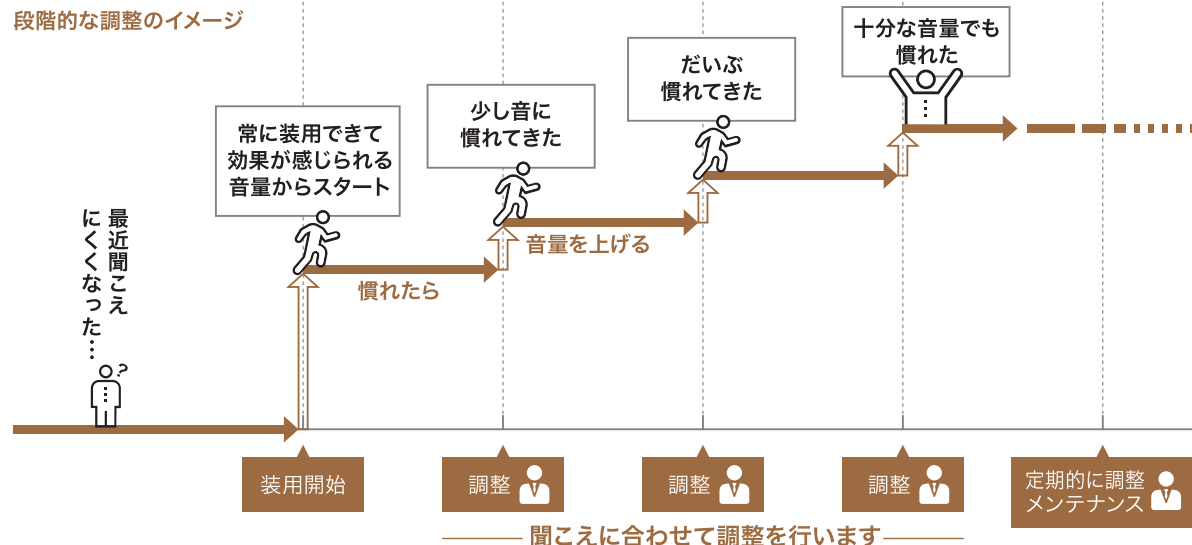 段階的な調整のイメージ
最近聞こえ
にくくなった…
?
常に装用できて
効果が感じられる
音量からスタート
少し音に
慣れてきた
だいぶ
慣れてきた
十分な音量でも
慣れた
慣れたら
音量を上げる
装用開始
調整
調整
調整
定期的に調整
メンテナンス
聞こえに合わせて調整を行います